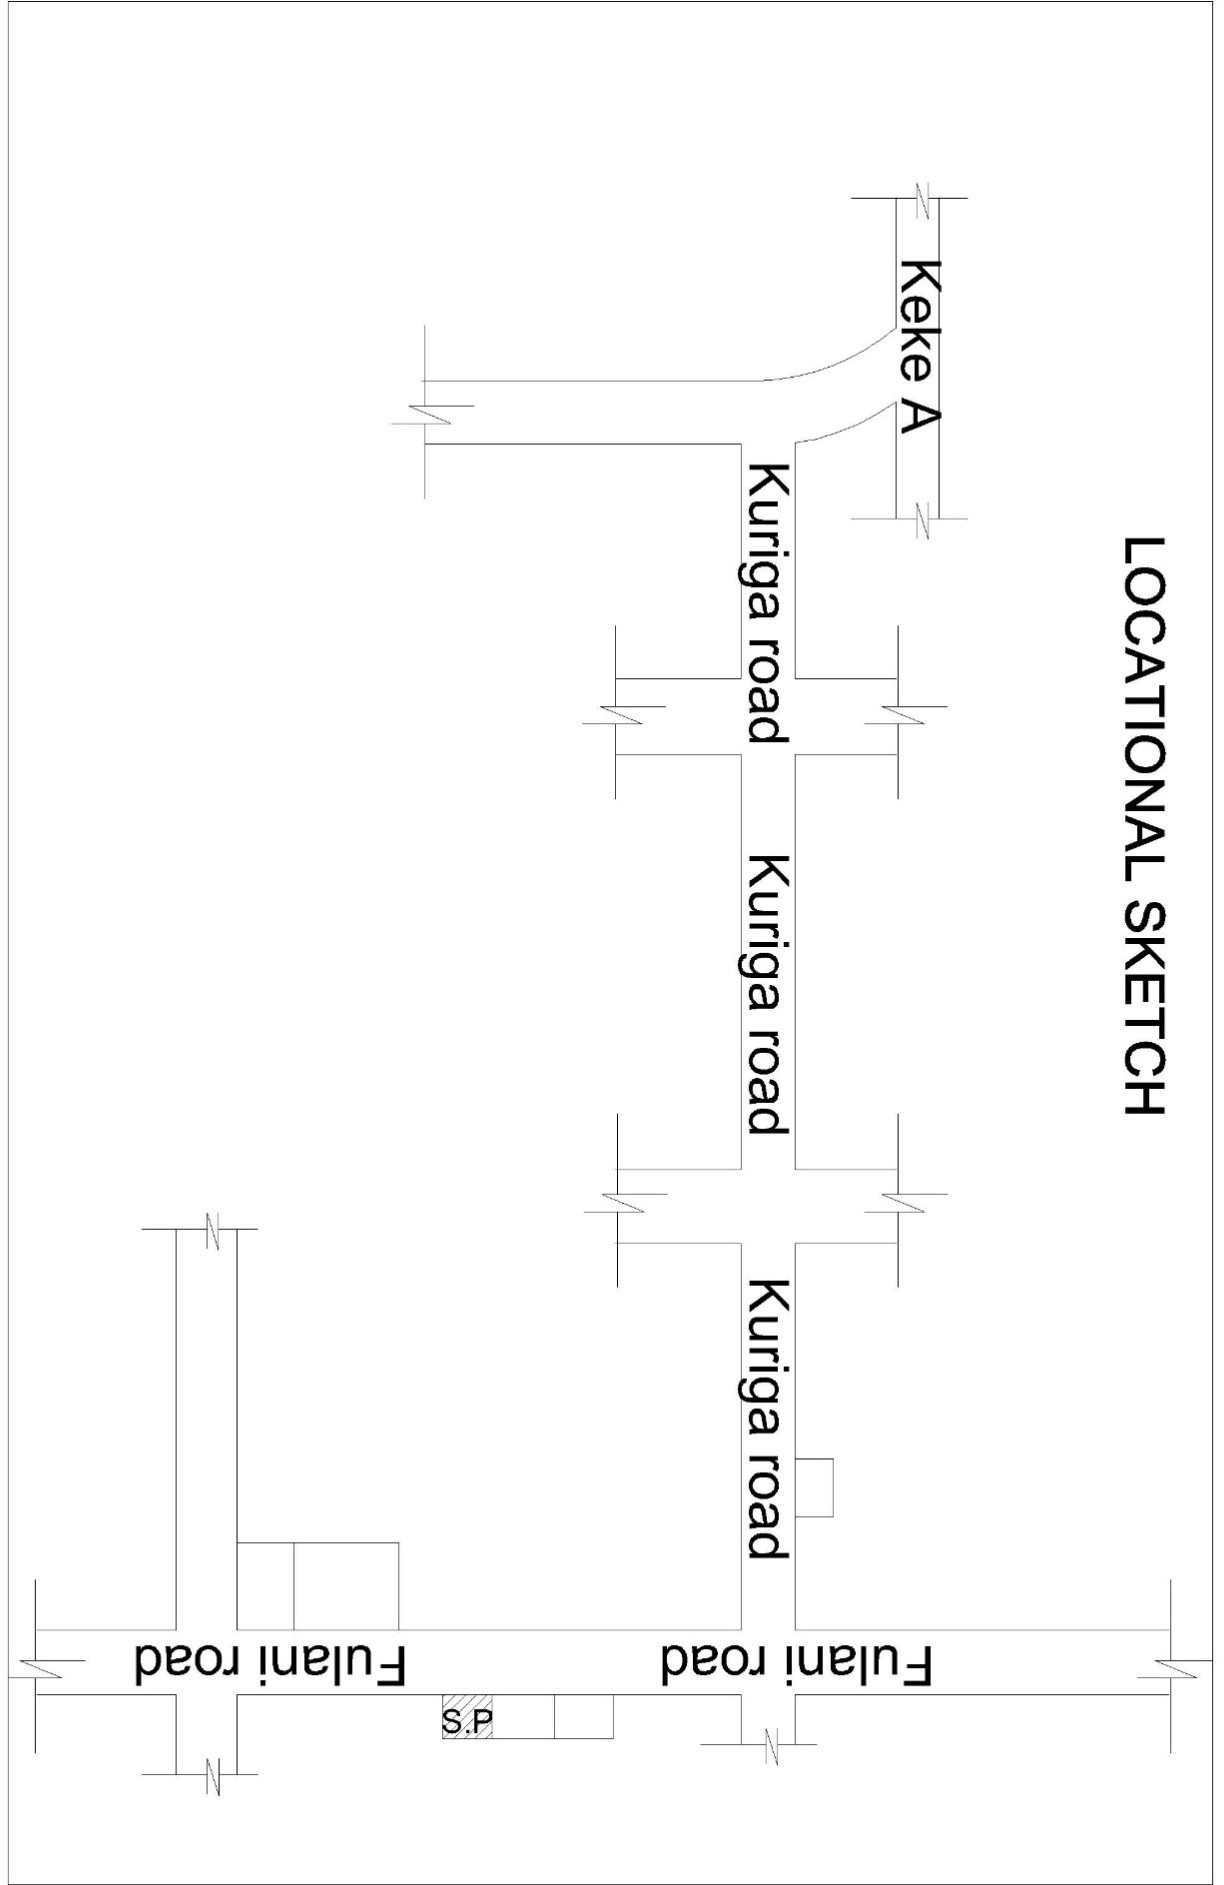 LOCATIONAL SKETCH
Keke A
Kuriga road
Kuriga road
Kuriga road
Fulani road
Fulani road
S.P